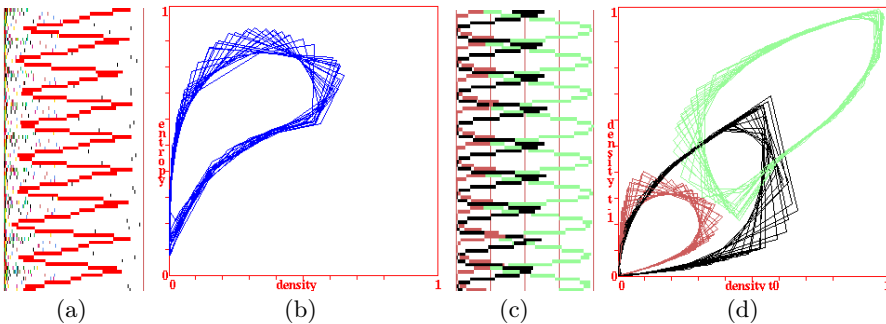 1
entropy
0
0
density
1
1
density t-1
0
0
density t0
1
(a)
(b)
(c)
(d)